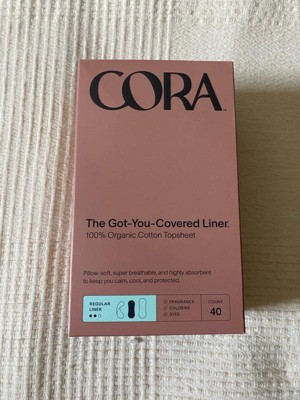 CORA™
The Got-You-Covered Liner.
100% Organic Cotton Topsheet
Pillow-soft, super breathable, and highly absorbent
to keep you calm, cool, and protected.
REGULAR
LINER
FRAGRANCE
CHLORINE
DYES
COUNT
40